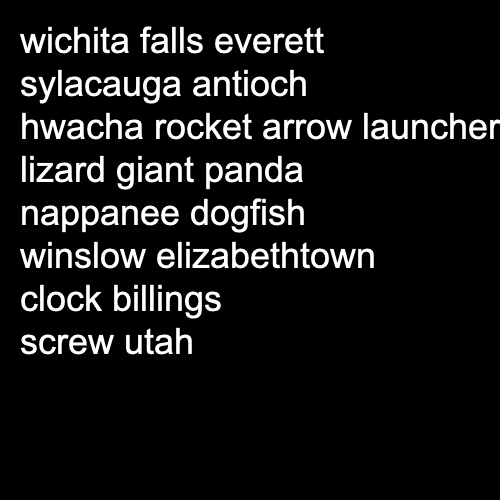 wichita falls everett
sylacauga antioch
hwacha rocket arrow launcher
lizard giant panda
nappanee dogfish
winslow elizabethtown
clock billings
screw utah